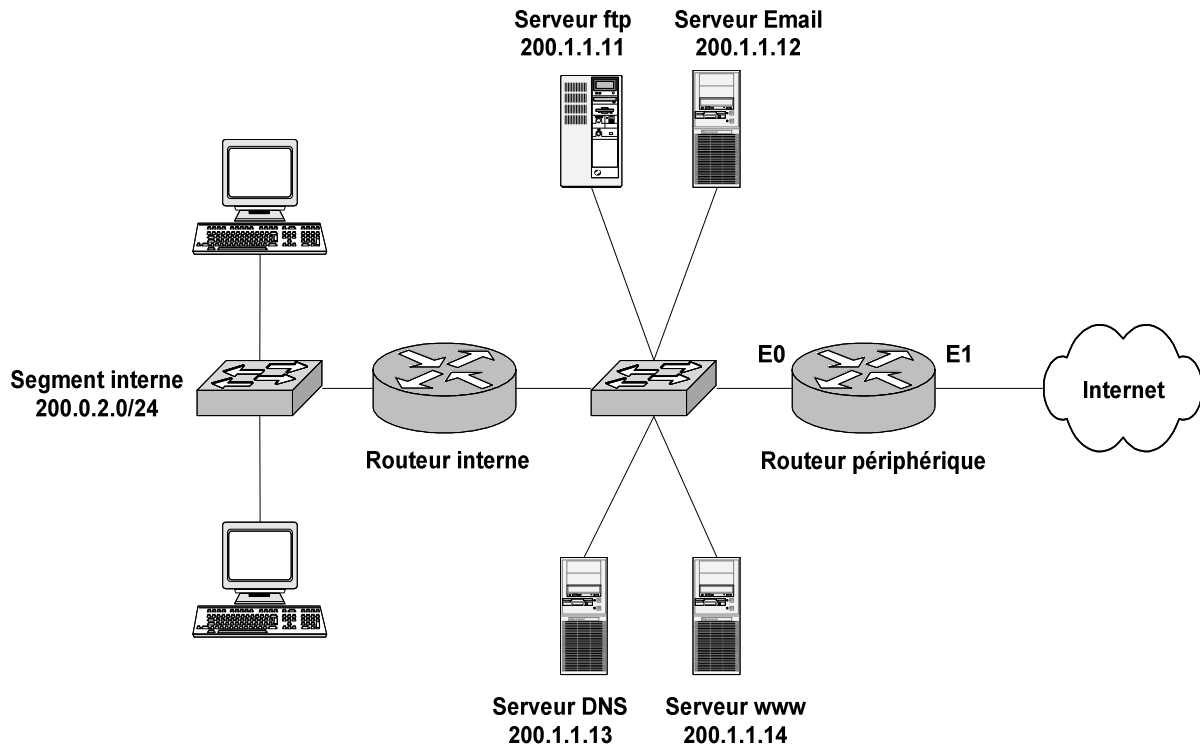 Serveur ftp
200.1.1.11
Serveur Email
200.1.1.12
E0
E1
Segment interne
200.0.2.0/24
Internet
Routeur interne
Routeur périphérique
Serveur DNS
200.1.1.13
Serveur www
200.1.1.14